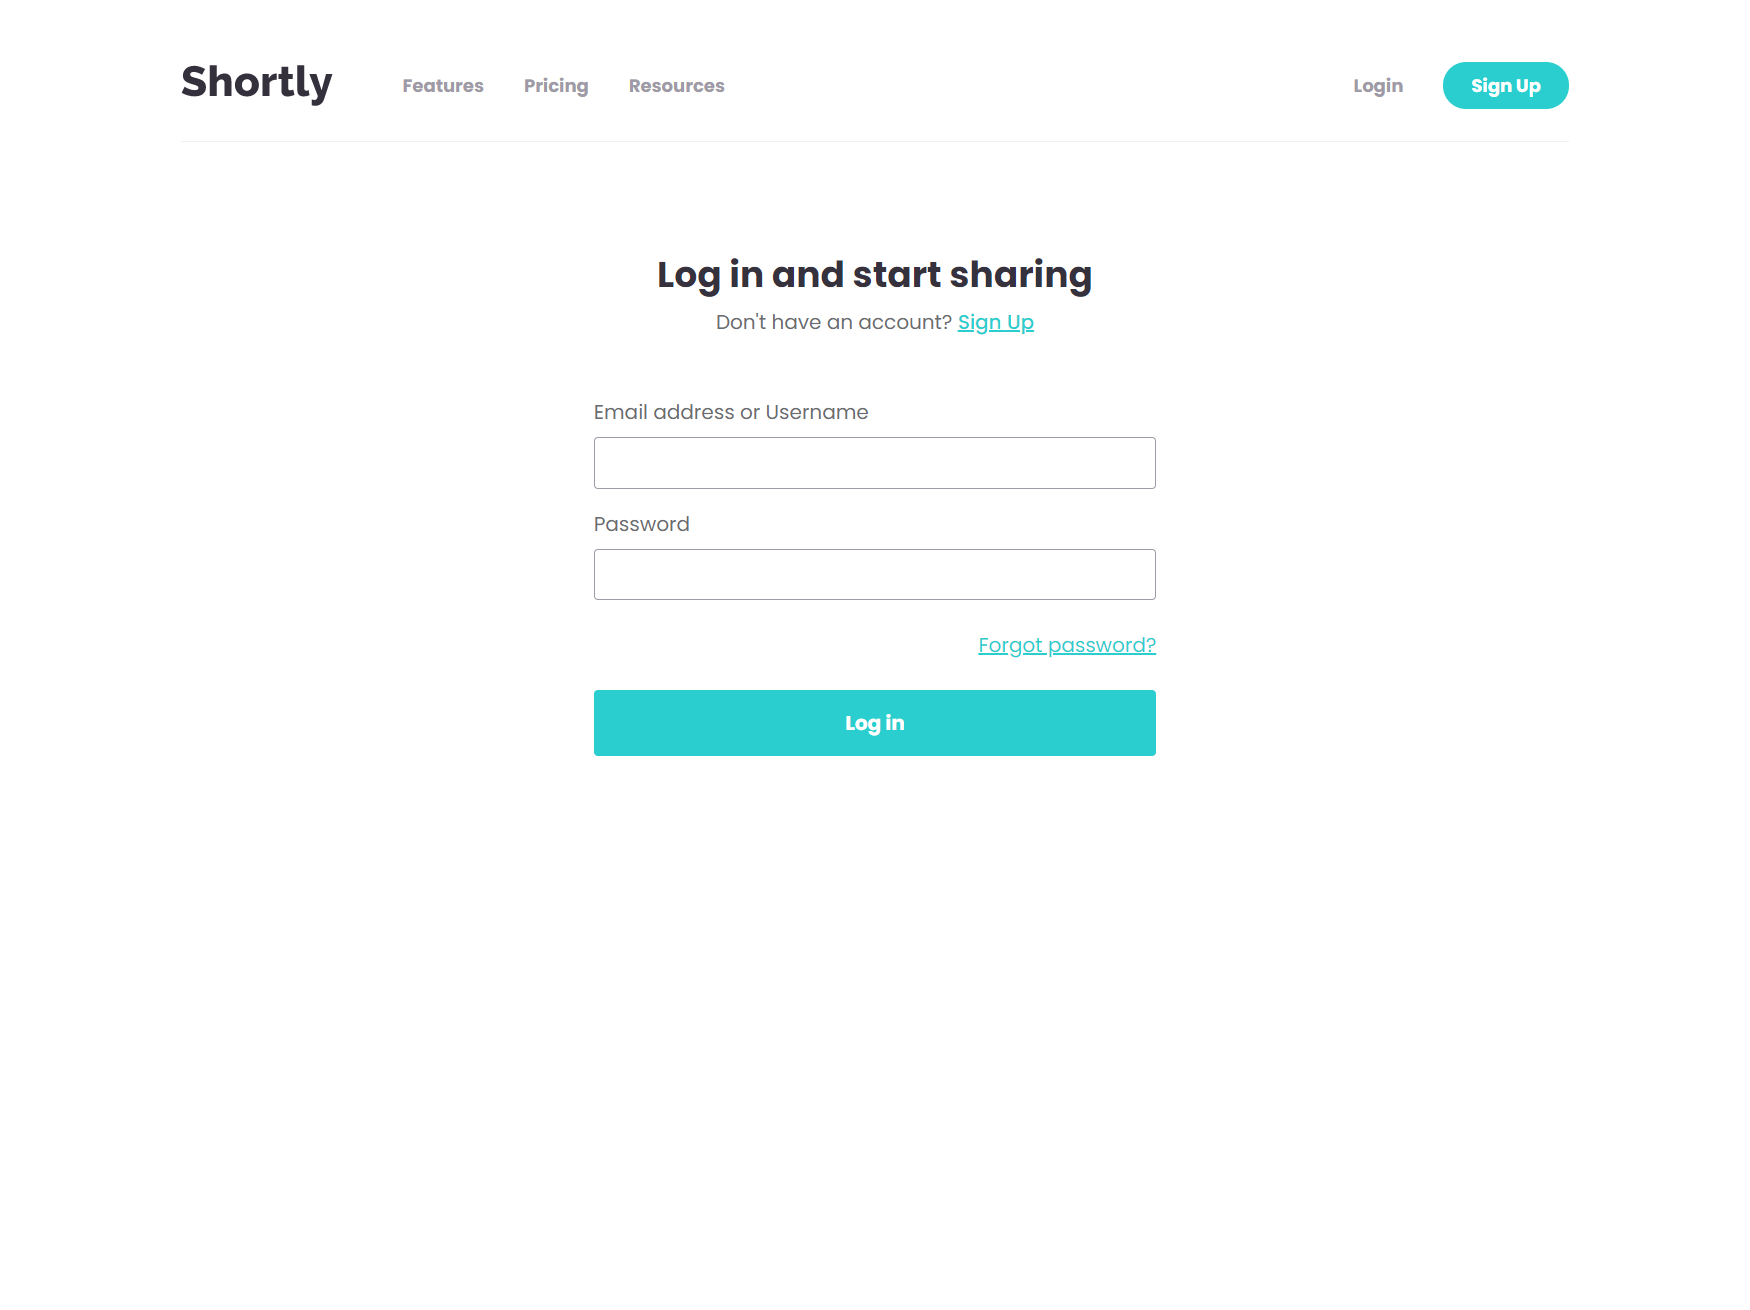 Shortly Features Pricing Resources Login Sign Up
Log in and start sharing
Don't have an account? Sign Up
Email address or Username
Password
Forgot password?
Log in